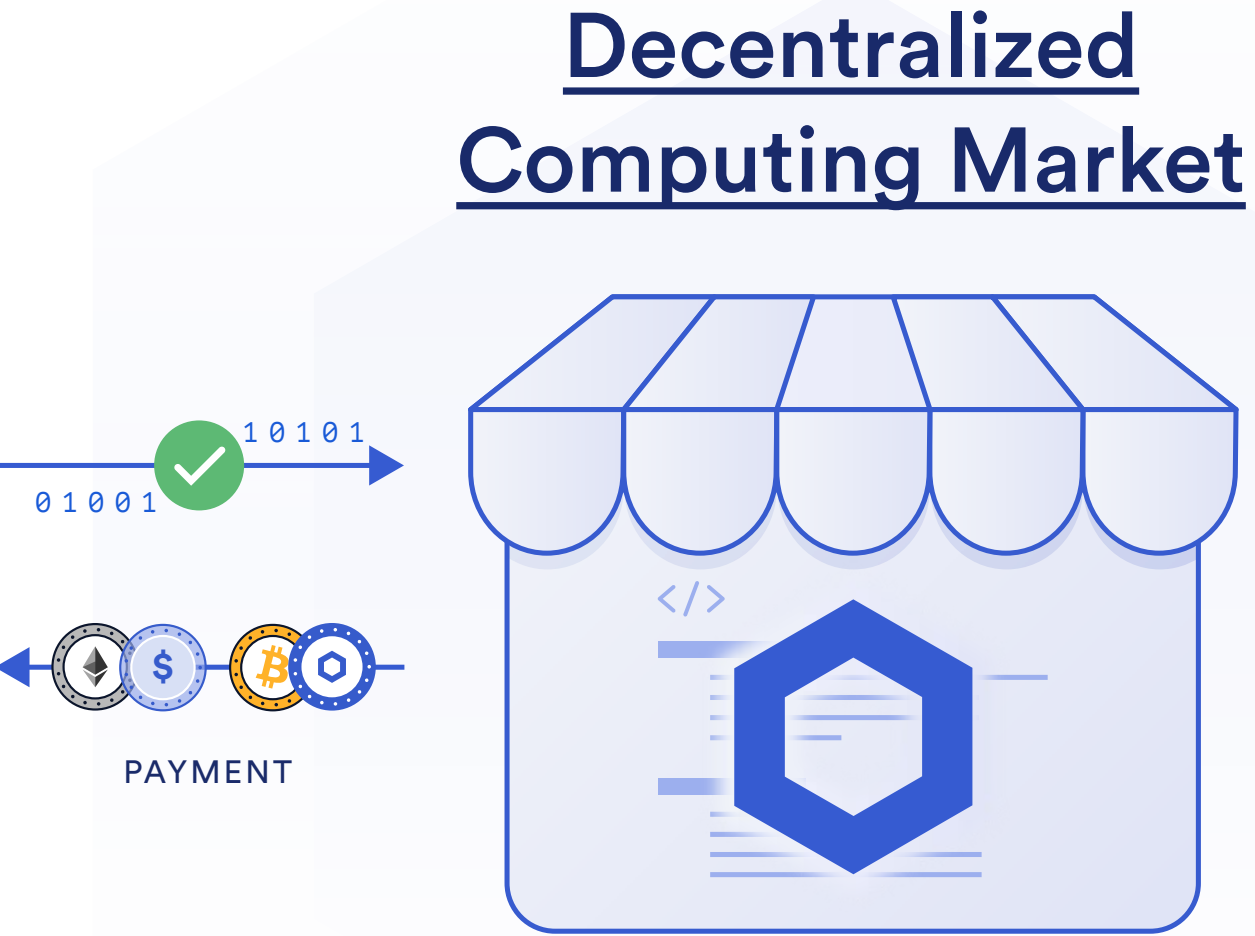 Decentralized
Computing Market
10101
01001
$
PAYMENT
</>